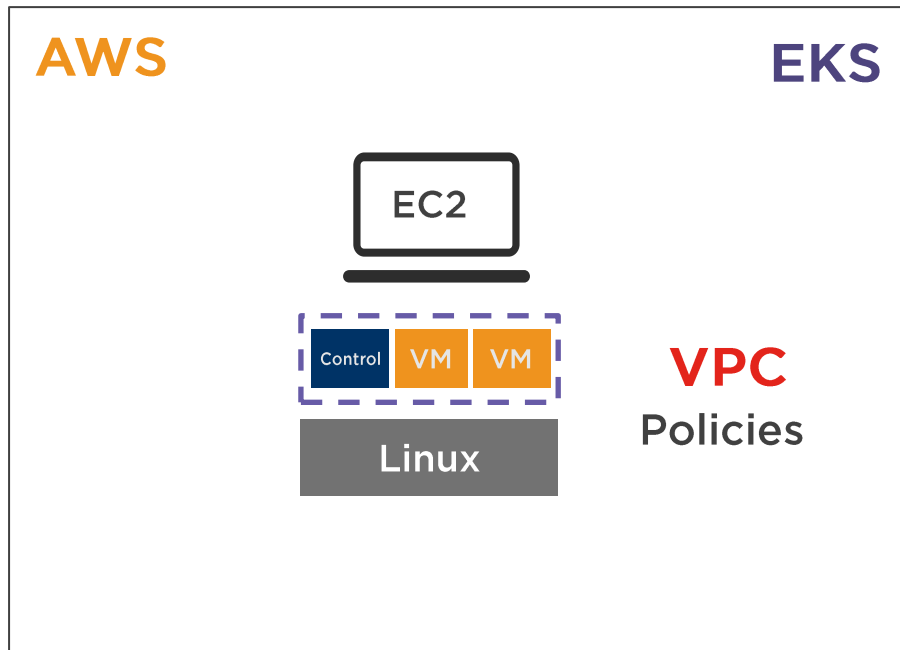 AWS
EKS
EC2
Control
VM
VM
VPC
Policies
Linux